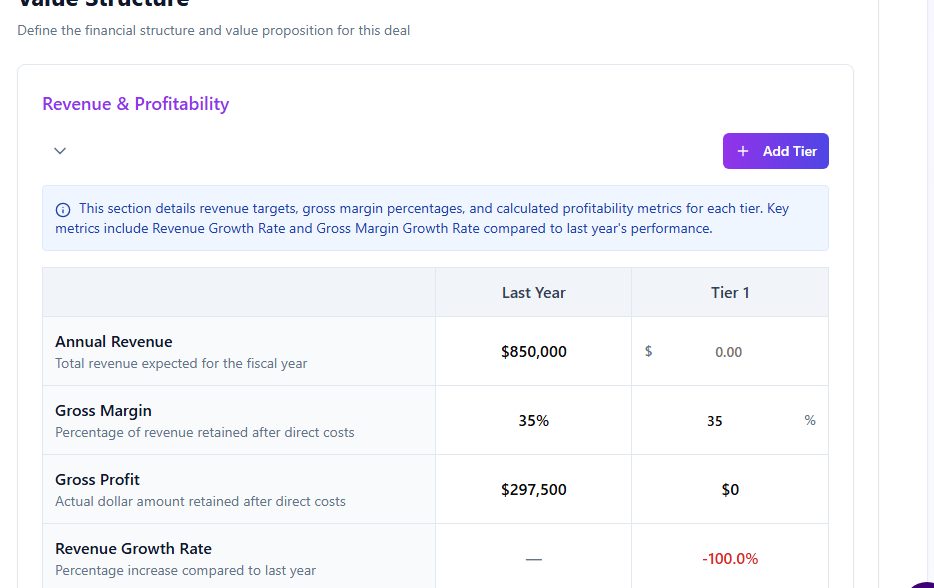 Value Structure
Define the financial structure and value proposition for this deal
Revenue & Profitability
+ Add Tier
This section details revenue targets, gross margin percentages, and calculated profitability metrics for each tier. Key
metrics include Revenue Growth Rate and Gross Margin Growth Rate compared to last year's performance.
Last Year Tier 1
Annual Revenue
Total revenue expected for the fiscal year
$850,000 $ 0.00
Gross Margin
Percentage of revenue retained after direct costs
35% 35 %
Gross Profit
Actual dollar amount retained after direct costs
$297,500 $0
Revenue Growth Rate
Percentage increase compared to last year
— -100.0%